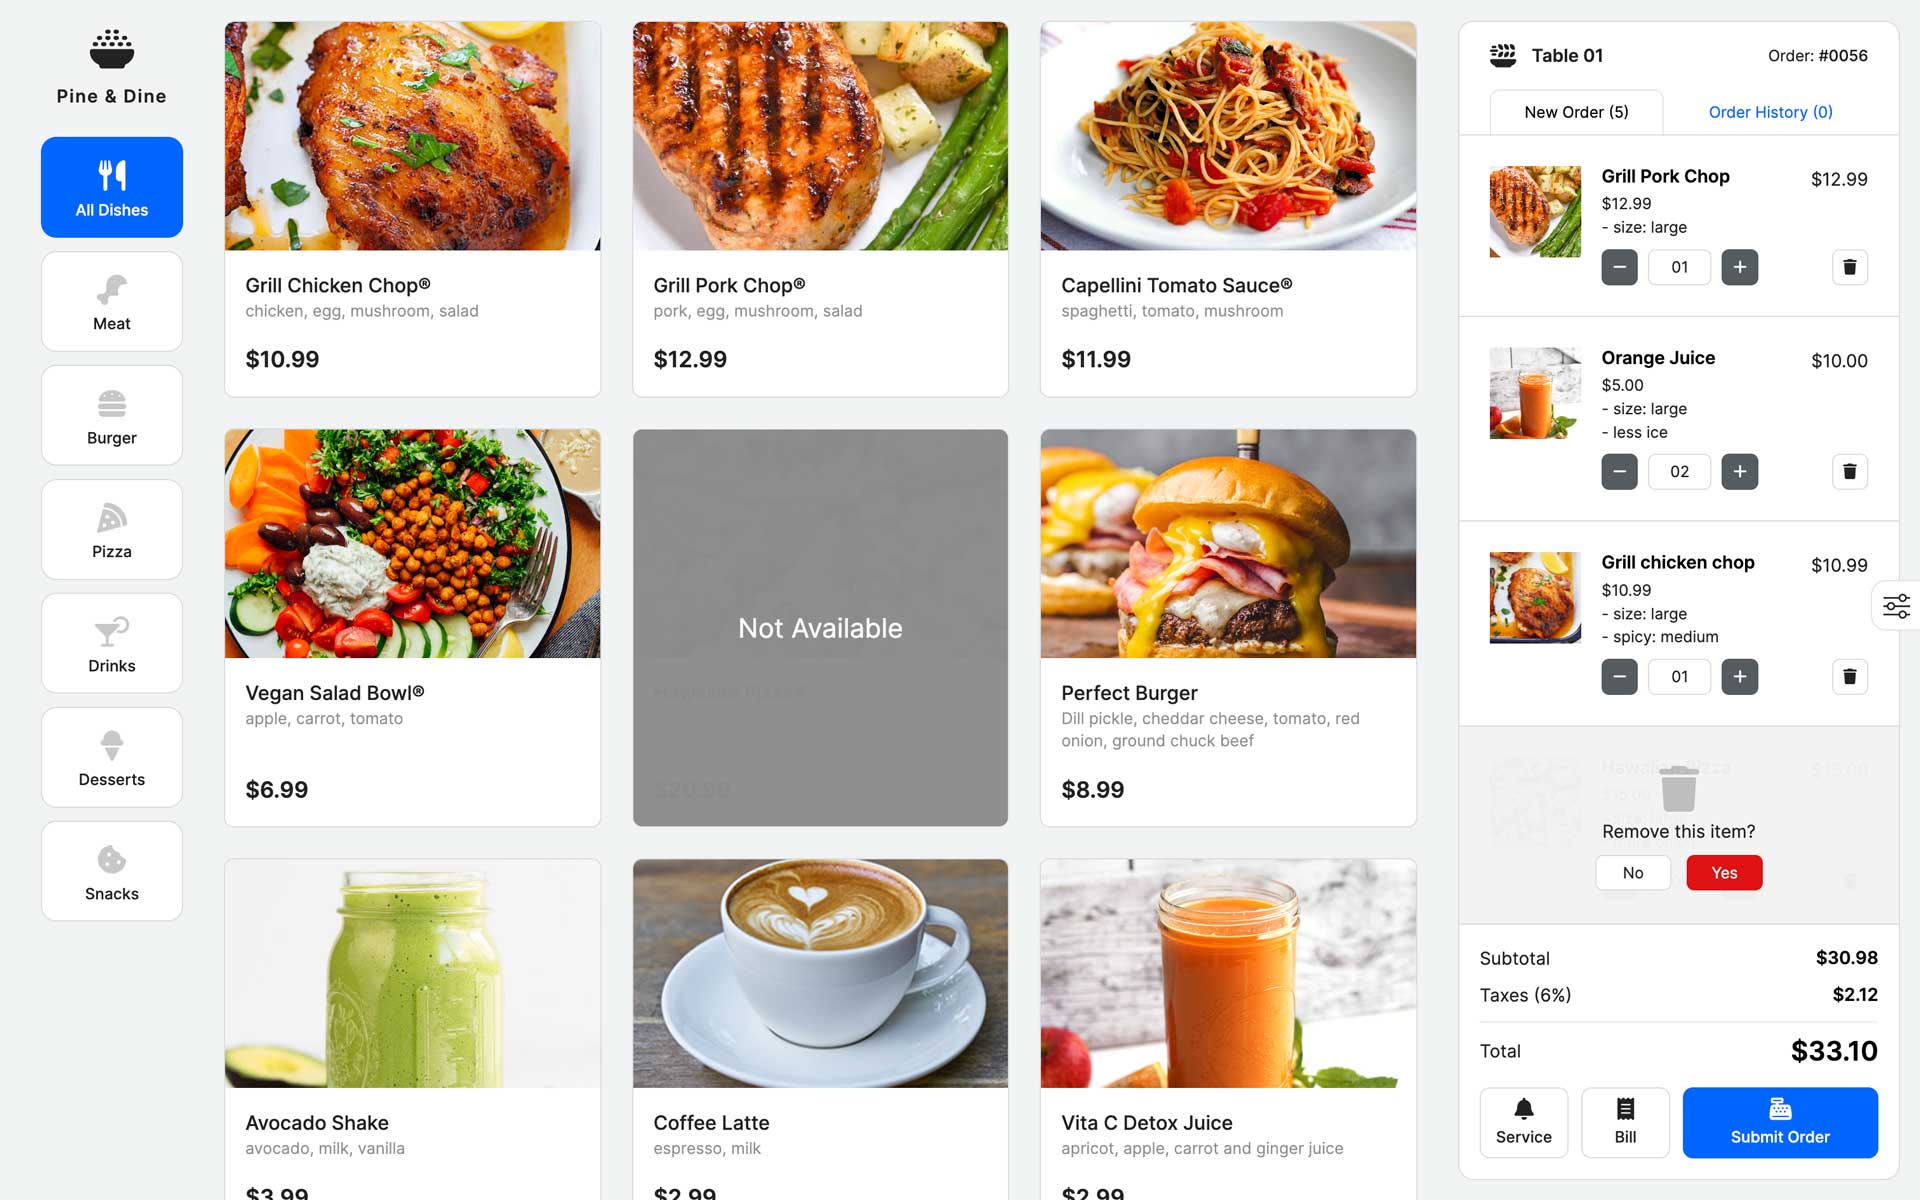 Pine & Dine
All Dishes
Meat
Burger
Pizza
Drinks
Desserts
Snacks
Grill Chicken Chop®
chicken, egg, mushroom, salad
$10.99
Grill Pork Chop®
pork, egg, mushroom, salad
$12.99
Capellini Tomato Sauce®
spaghetti, tomato, mushroom
$11.99
Vegan Salad Bowl®
apple, carrot, tomato
$6.99
Not Available
Hawaiian Pizza®
$20.99
Perfect Burger
Dill pickle, cheddar cheese, tomato, red
onion, ground chuck beef
$8.99
Avocado Shake
avocado, milk, vanilla
$3.99
Coffee Latte
espresso, milk
$2.99
Vita C Detox Juice
apricot, apple, carrot and ginger juice
$2.99
Table 01
Order: #0056
New Order (5)
Order History (0)
Grill Pork Chop
$12.99
$12.99
- size: large
01
Orange Juice
$10.00
$5.00
- size: large
- less ice
02
Grill chicken chop
$10.99
$10.99
- size: large
- spicy: medium
01
Hawaiian Pizza
$15.00
$15.00
- size: large
- more onion
Remove this item?
No
Yes
Subtotal
$30.98
Taxes (6%)
$2.12
Total
$33.10
Service
Bill
Submit Order